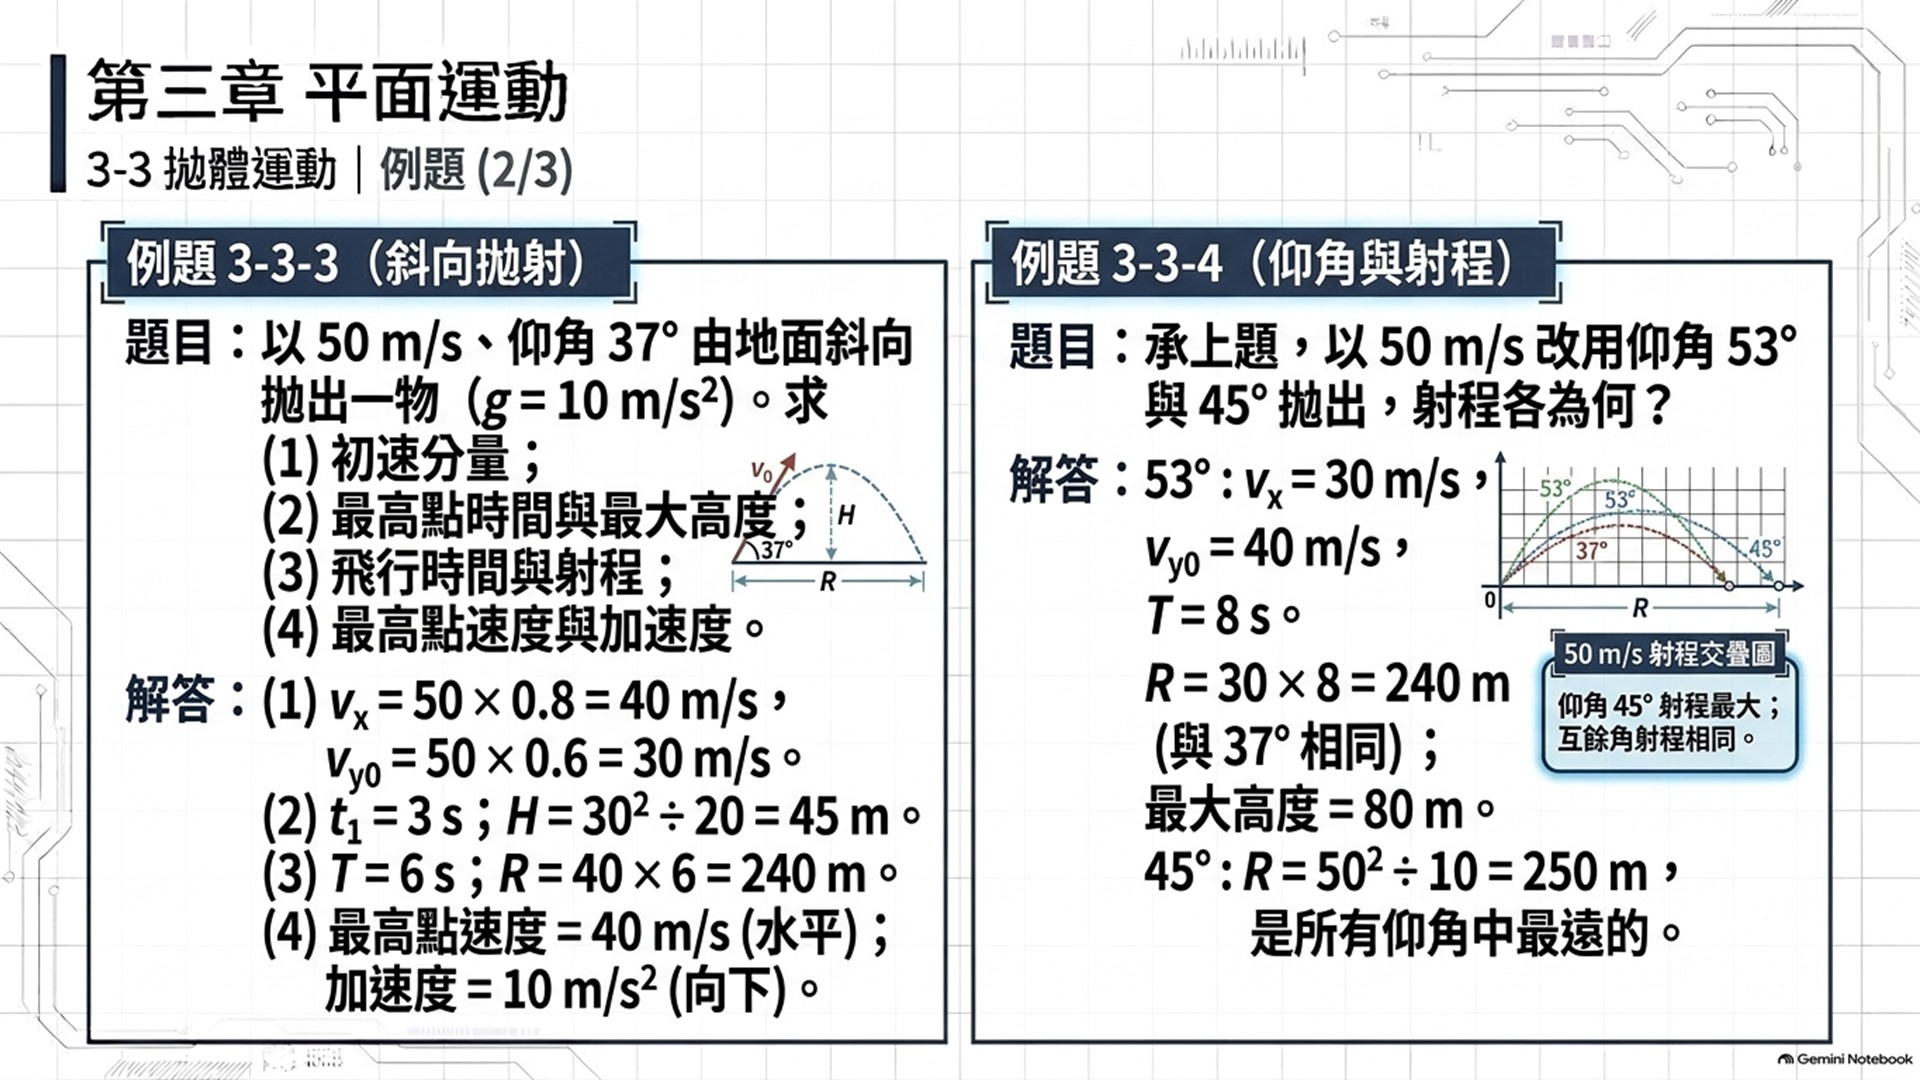 第三章 平面運動
3-3 拋體運動｜例題 (2/3)
例題 3-3-3（斜向拋射）
題目：以 50 m/s、仰角 37° 由地面斜向
拋出一物（g = 10 m/s²）。求
(1) 初速分量；
(2) 最高點時間與最大高度；
(3) 飛行時間與射程；
(4) 最高點速度與加速度。
v₀
H
37°
R
解答：(1) vₓ = 50 × 0.8 = 40 m/s，
v_y0 = 50 × 0.6 = 30 m/s。
(2) t₁ = 3 s；H = 30² ÷ 20 = 45 m。
(3) T = 6 s；R = 40 × 6 = 240 m。
(4) 最高點速度 = 40 m/s (水平)；
加速度 = 10 m/s² (向下)。
例題 3-3-4（仰角與射程）
題目：承上題，以 50 m/s 改用仰角 53°
與 45° 拋出，射程各為何？
解答：53°: vₓ = 30 m/s，
v_y0 = 40 m/s，
T = 8 s。
R = 30 × 8 = 240 m
(與 37° 相同)；
最大高度 = 80 m。
45°: R = 50² ÷ 10 = 250 m，
是所有仰角中最遠的。
53°
53°
37°
45°
0
R
50 m/s 射程交疊圖
仰角 45° 射程最大；
互餘角射程相同。
Gemini Notebook